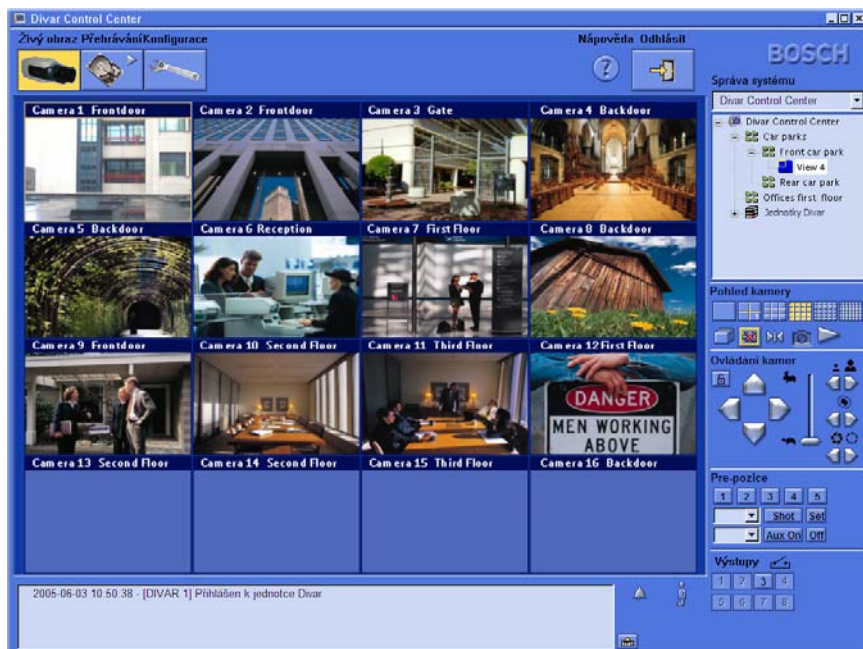 Divar Control Center
Živý obraz Přehrávání Konfigurace
Nápověda Odhlásit
BOSCH
Správa systému
Divar Control Center
Divar Control Center
Car parks
Front car park
View 4
Rear car park
Offices first floor
Jednotky Divar
Camera 1 Frontdoor
Camera 2 Frontdoor
Camera 3 Gate
Camera 4 Backdoor
Camera 5 Backdoor
Camera 6 Reception
Camera 7 First Floor
Camera 8 Backdoor
Camera 9 Frontdoor
Camera 10 Second Floor
Camera 11 Third Floor
Camera 12 First Floor
DANGER
MEN WORKING
ABOVE
Camera 13 Second Floor
Camera 14 Second Floor
Camera 15 Third Floor
Camera 16 Backdoor
Pohled kamery
Ovládání kamer
Pre-pozice
1 2 3 4 5
Shot Set
Aux On Off
Výstupy
1 2 3 4
5 6 7 8
2005-06-03 10:50:38 - [DIVAR 1] Přihlášen k jednotce Divar